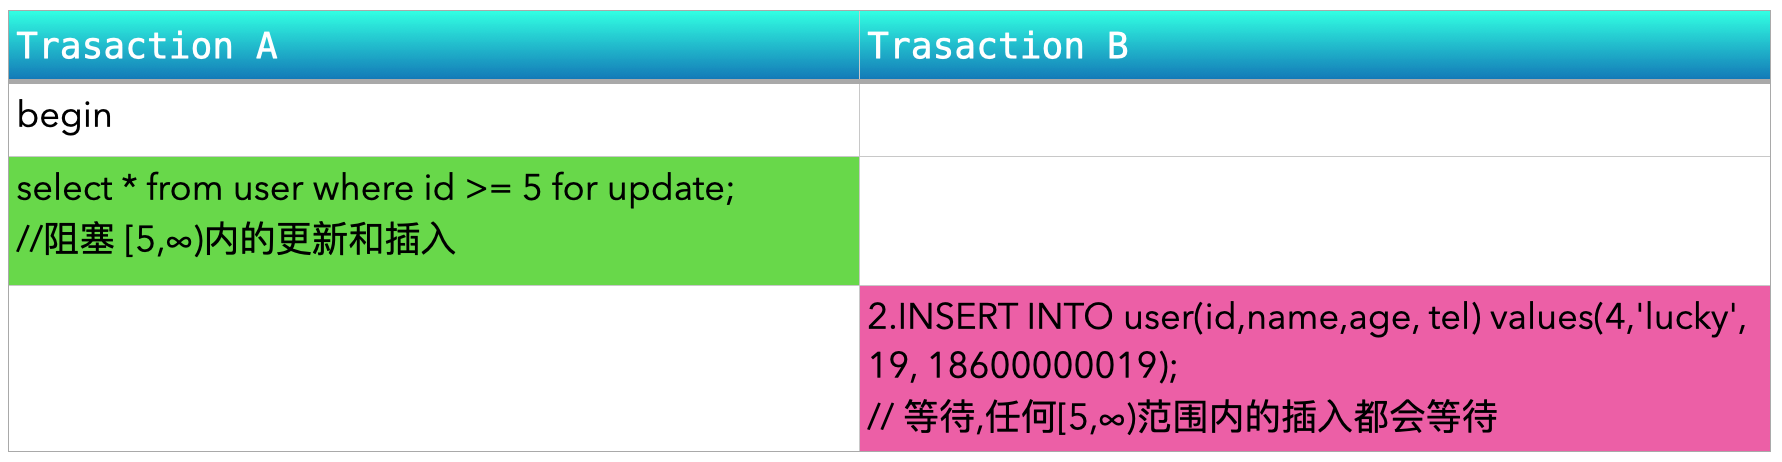 Trasaction A
Trasaction B
begin
select * from user where id >= 5 for update;
//阻塞 [5,∞)内的更新和插入
2.INSERT INTO user(id,name,age, tel) values(4,'lucky',
19, 18600000019);
// 等待,任何[5,∞)范围内的插入都会等待